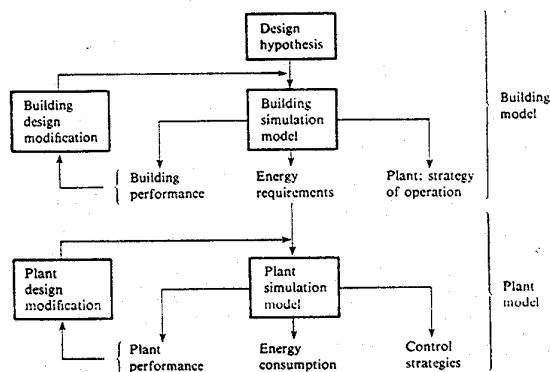 Design
hypothesis
Building
design
modification
Building
simulation
model
Building
model
Building
performance
Energy
requirements
Plant: strategy
of operation
Plant
design
modification
Plant
simulation
model
Plant
model
Plant
performance
Energy
consumption
Control
strategies